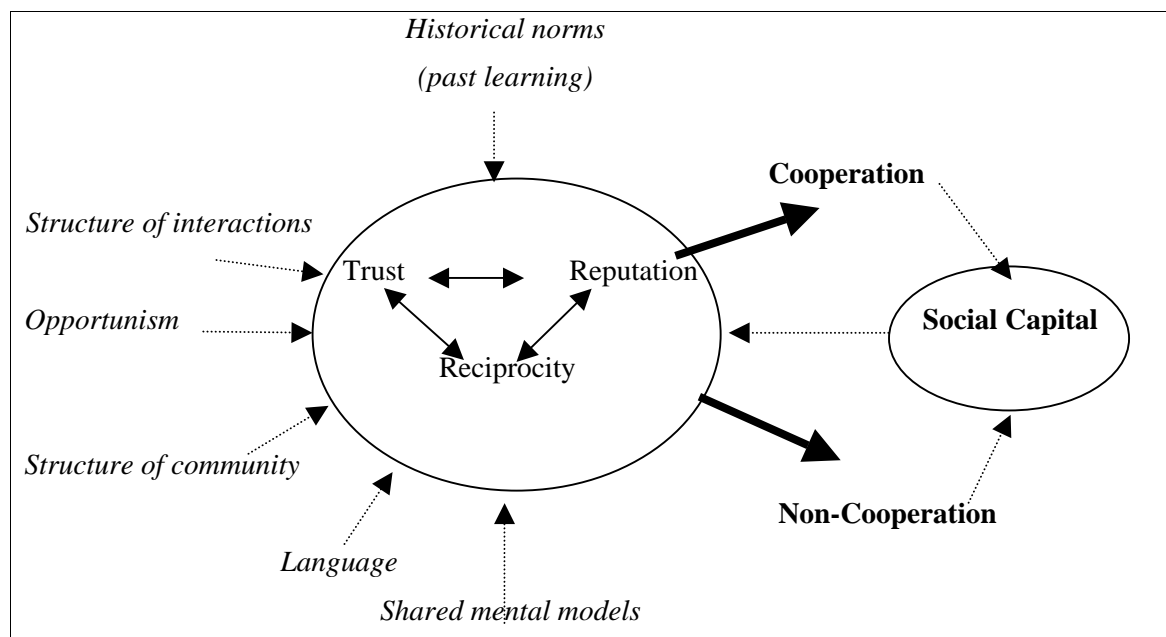 Historical norms
(past learning)
Cooperation
Structure of interactions
Trust
Reputation
Opportunism
Social Capital
Reciprocity
Structure of community
Non-Cooperation
Language
Shared mental models